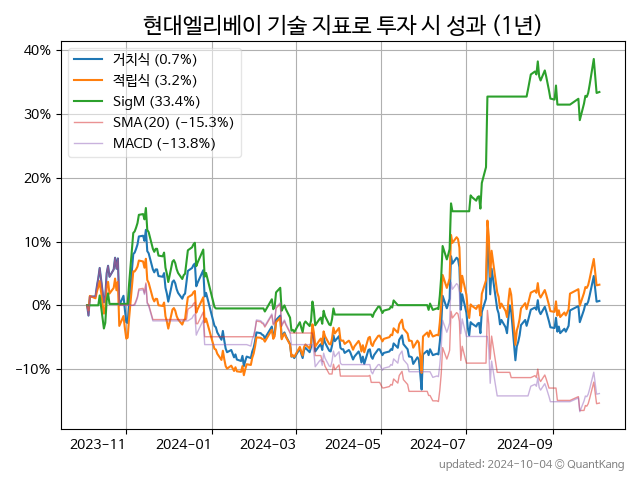 현대엘리베이 기술 지표로 투자 시 성과 (1년)
40%
30%
20%
10%
0%
−10%
거치식 (0.7%)
적립식 (3.2%)
SigM (33.4%)
SMA(20) (−15.3%)
MACD (−13.8%)
2023-11
2024-01
2024-03
2024-05
2024-07
2024-09
updated: 2024-10-04 ⓒ QuantKang